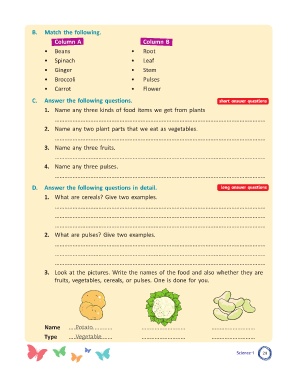 B. Match the following.
Column A Column B
• Beans • Root
• Spinach • Leaf
• Ginger • Stem
• Broccoli • Pulses
• Carrot • Flower
C. Answer the following questions. short answer questions
1. Name any three kinds of food items we get from plants
2. Name any two plant parts that we eat as vegetables.
3. Name any three fruits.
4. Name any three pulses.
D. Answer the following questions in detail. long answer questions
1. What are cereals? Give two examples.
2. What are pulses? Give two examples.
3. Look at the pictures. Write the names of the food and also whether they are
fruits, vegetables, cereals, or pulses. One is done for you.
Name Potato
Type Vegetable
Science-1